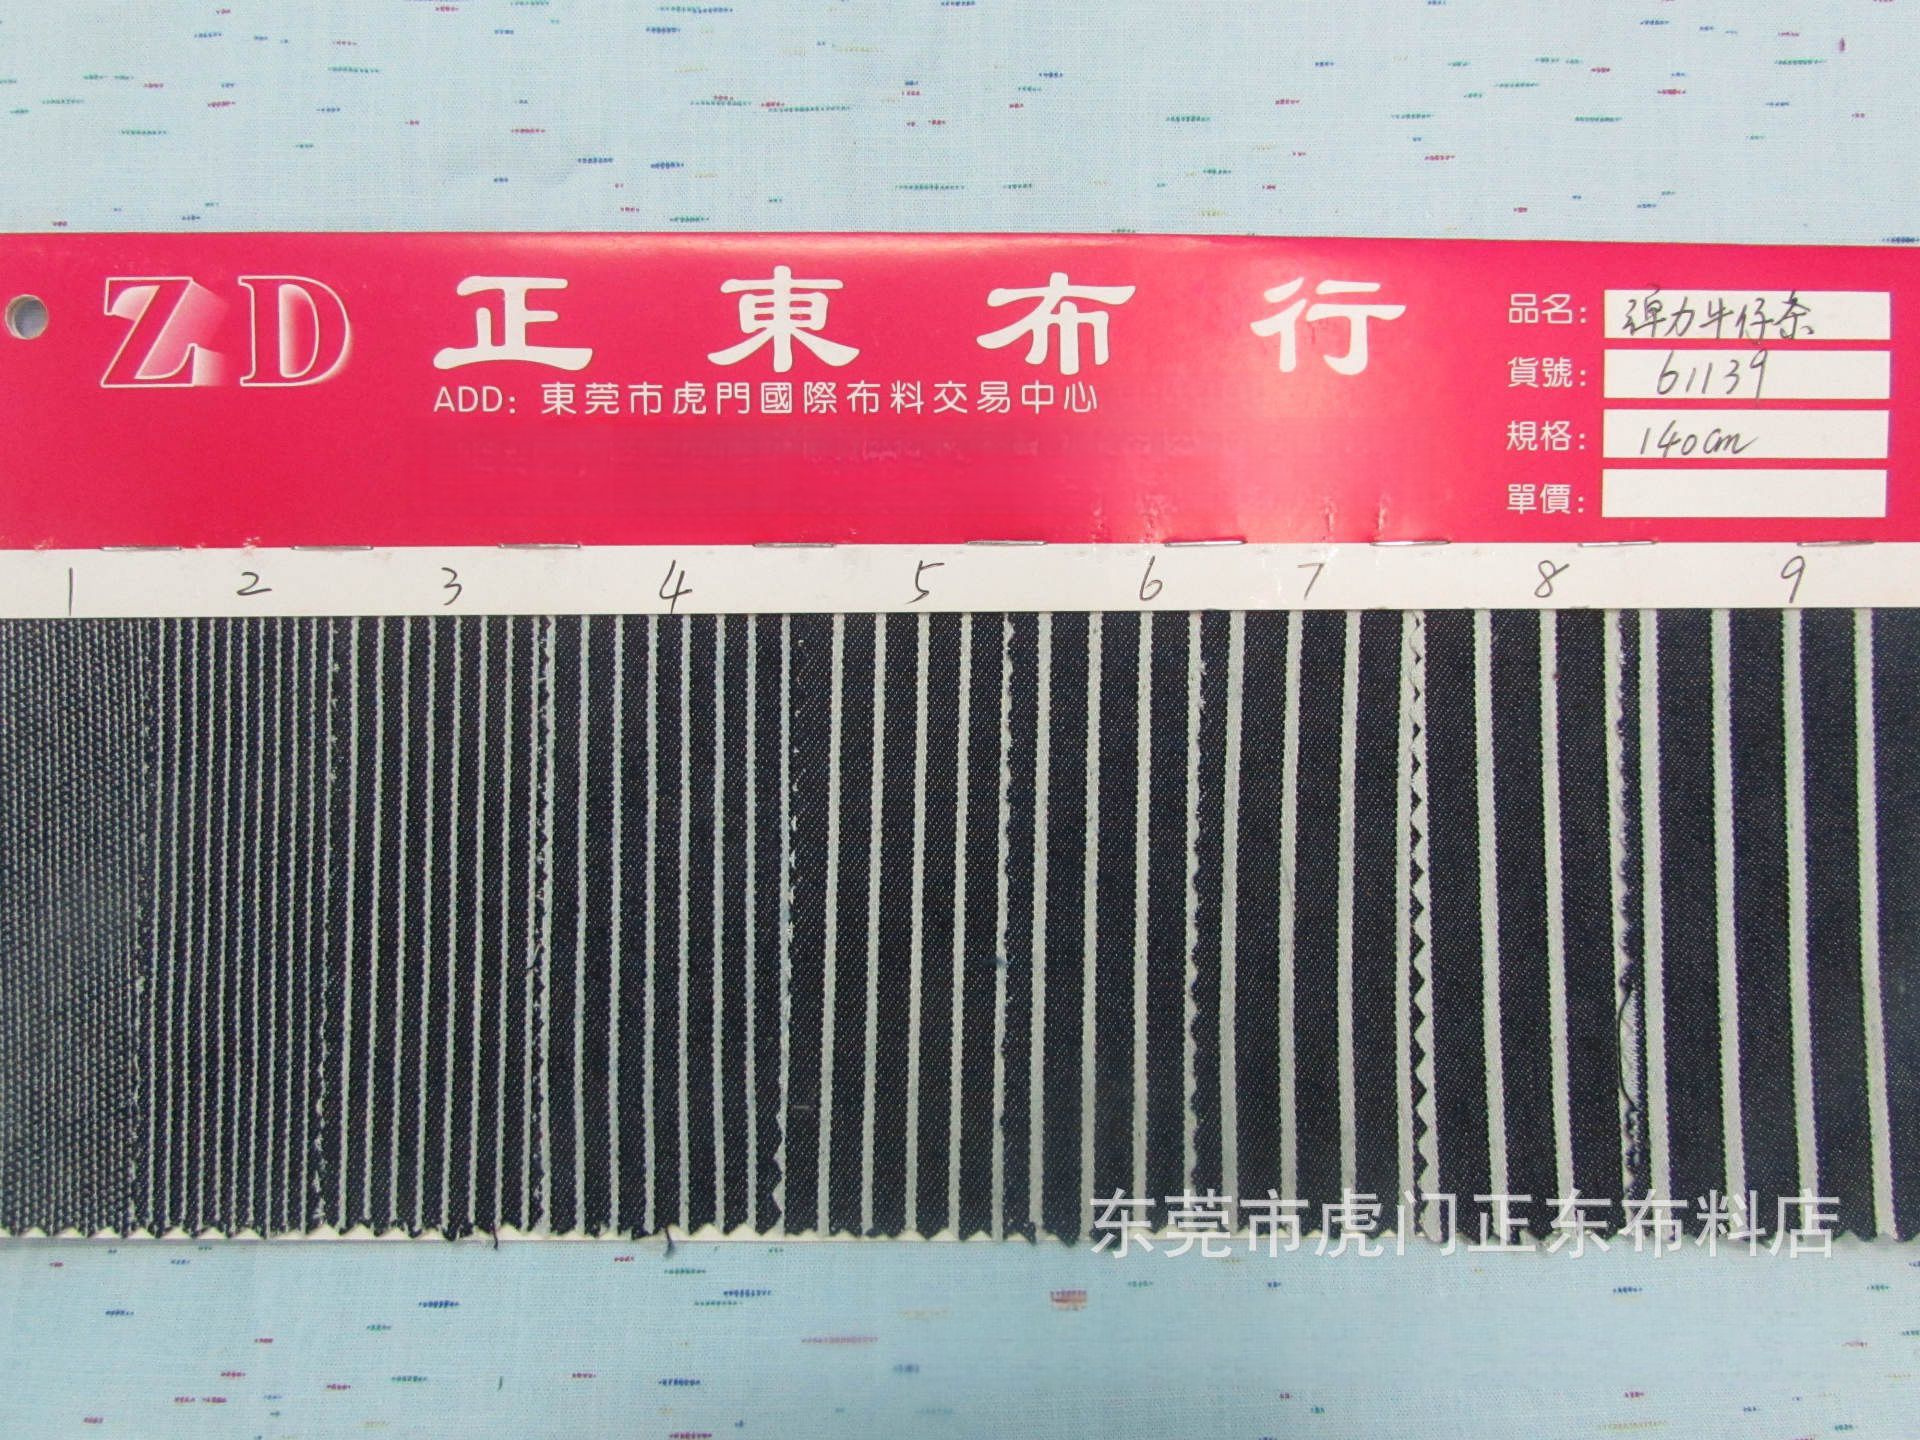 ZD 正東布行
ADD: 東莞市虎門國際布料交易中心
品名: 弹力牛仔条
貨號: 61139
規格: 140cm
單價:
1 2 3 4 5 6 7 8 9
东莞市虎门正东布料店